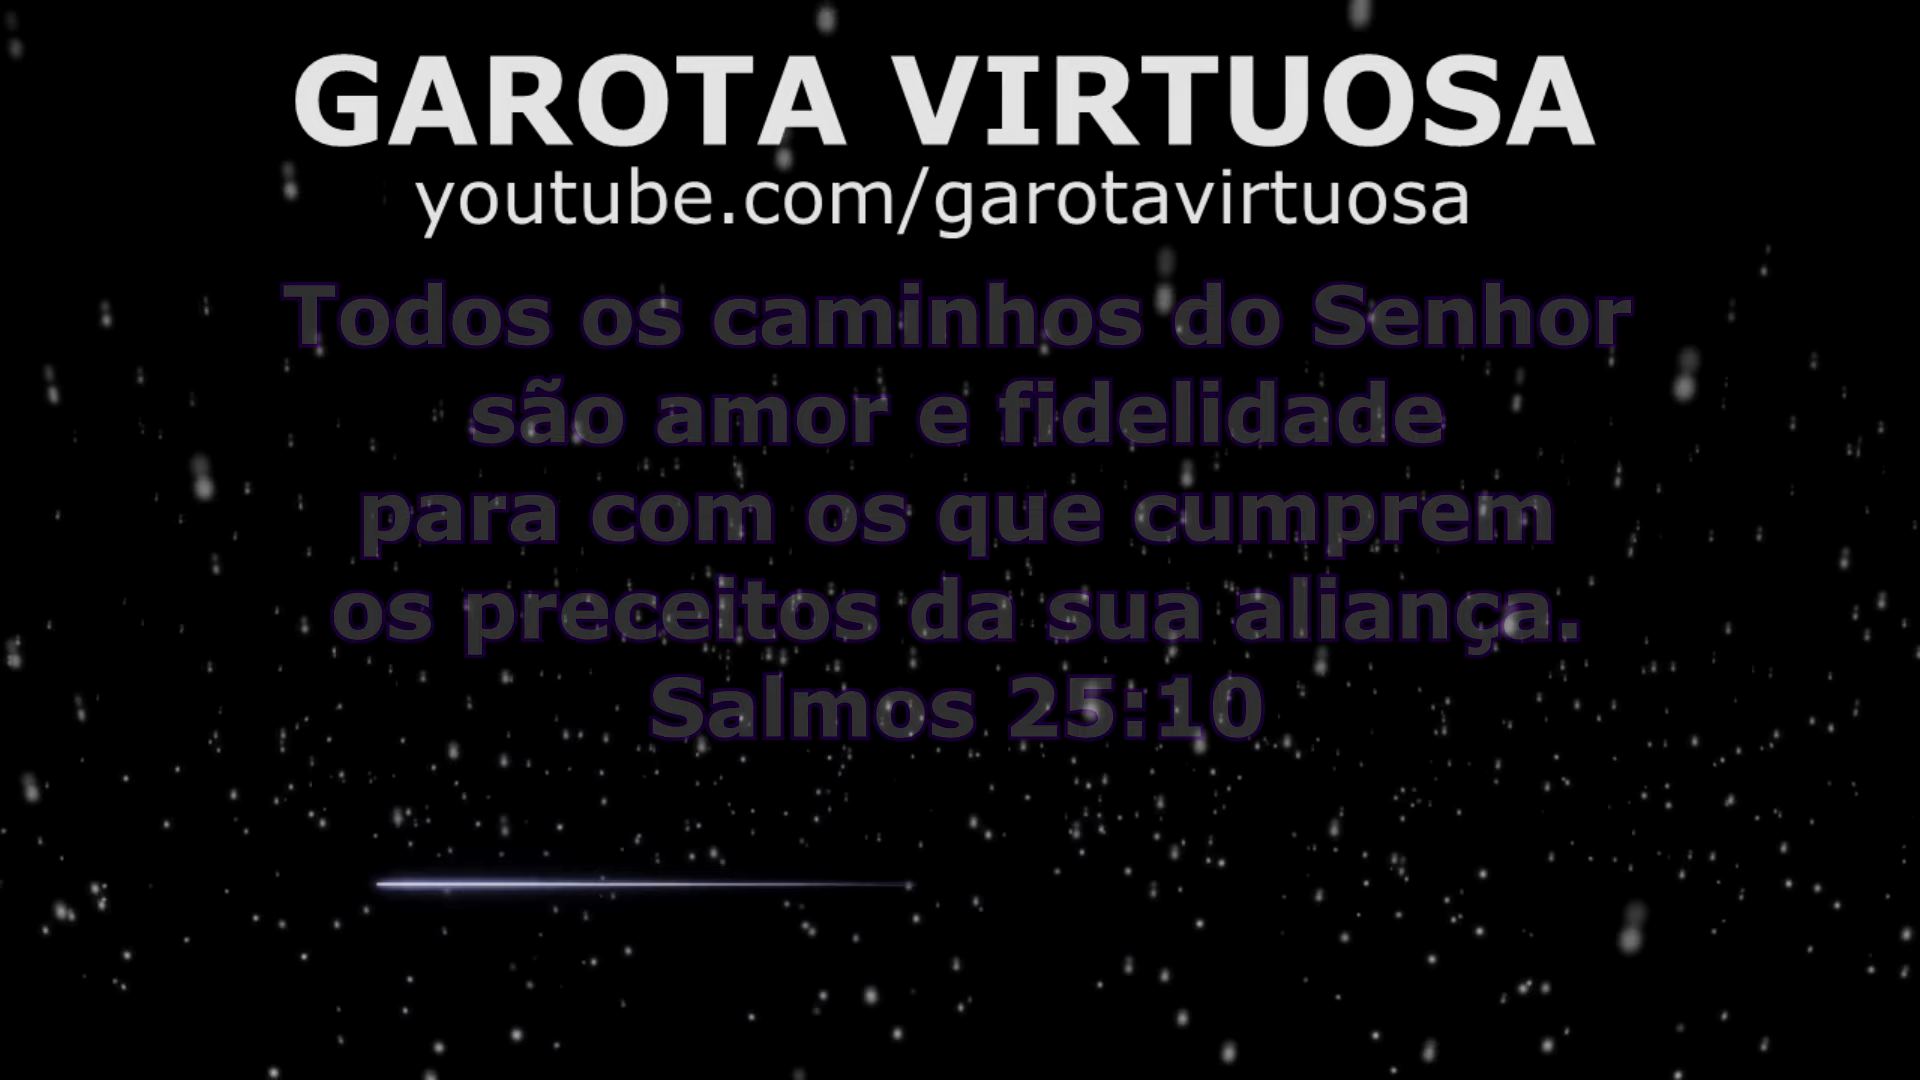 GAROTA VIRTUOSA
youtube.com/garotavirtuosa
Todos os caminhos do Senhor
são amor e fidelidade
para com os que cumprem
os preceitos da sua aliança.
Salmos 25:10